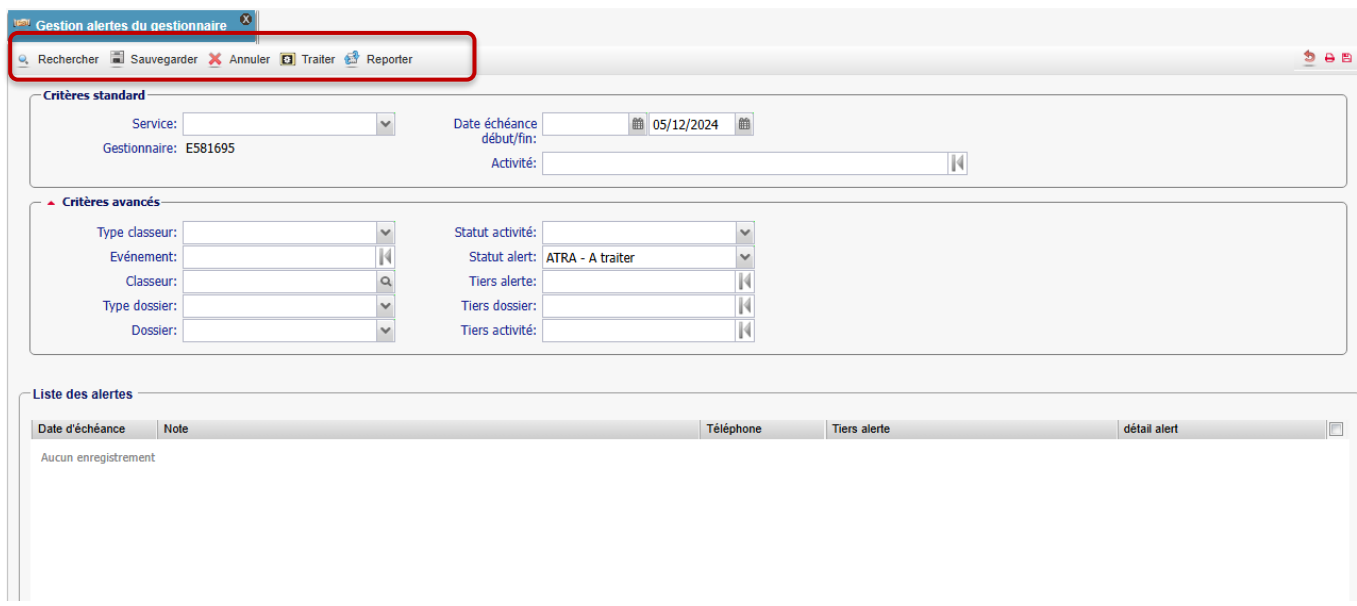 Gestion alertes du gestionnaire
Rechercher Sauvegarder Annuler Traiter Reporter
Critères standard
Service:
Gestionnaire: E581695
Date échéance
début/fin: 05/12/2024
Activité:
Critères avancés
Type classeur:
Statut activité:
Evénement:
Statut alert: ATRA - A traiter
Classeur:
Tiers alerte:
Type dossier:
Tiers dossier:
Dossier:
Tiers activité:
Liste des alertes
Date d'échéance Note Téléphone Tiers alerte détail alert
Aucun enregistrement